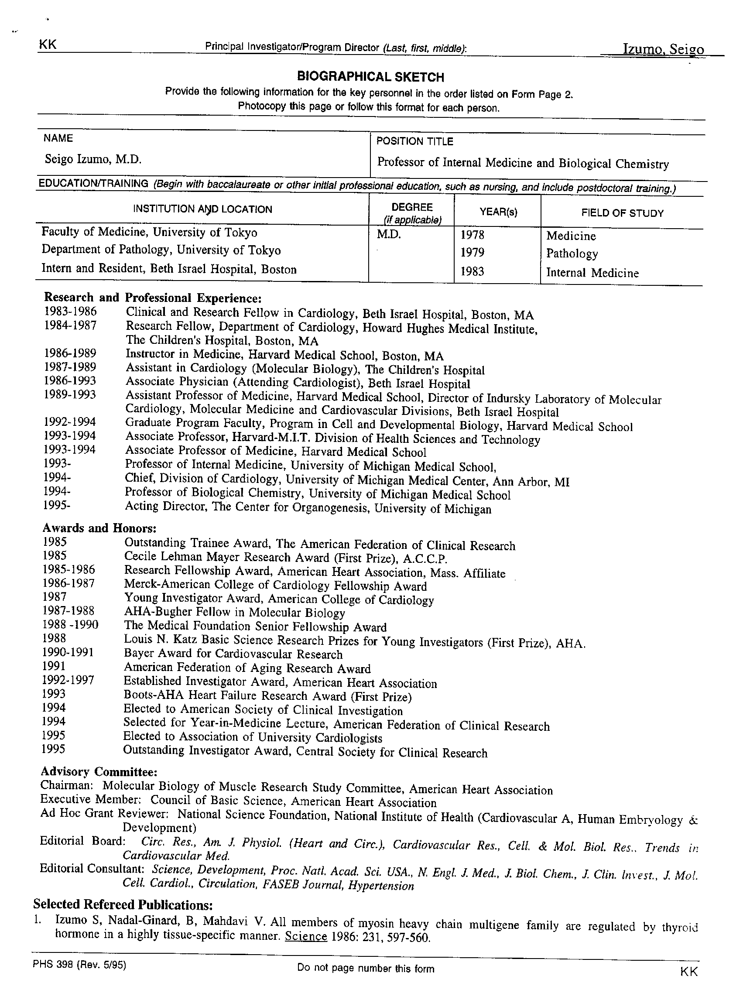 KK Principal Investigator/Program Director (Last, first, middle): Izumo, Seigo
BIOGRAPHICAL SKETCH
Provide the following information for the key personnel in the order listed on Form Page 2.
Photocopy this page or follow this format for each person.
NAME POSITION TITLE
Seigo Izumo, M.D. Professor of Internal Medicine and Biological Chemistry
EDUCATION/TRAINING (Begin with baccalaureate or other initial professional education, such as nursing, and include postdoctoral training.)
INSTITUTION AND LOCATION DEGREE (if applicable) YEAR(s) FIELD OF STUDY
Faculty of Medicine, University of Tokyo M.D. 1978 Medicine
Department of Pathology, University of Tokyo 1979 Pathology
Intern and Resident, Beth Israel Hospital, Boston 1983 Internal Medicine
Research and Professional Experience:
1983-1986 Clinical and Research Fellow in Cardiology, Beth Israel Hospital, Boston, MA
1984-1987 Research Fellow, Department of Cardiology, Howard Hughes Medical Institute,
The Children's Hospital, Boston, MA
1986-1989 Instructor in Medicine, Harvard Medical School, Boston, MA
1987-1989 Assistant in Cardiology (Molecular Biology), The Children's Hospital
1986-1993 Associate Physician (Attending Cardiologist), Beth Israel Hospital
1989-1993 Assistant Professor of Medicine, Harvard Medical School, Director of Indursky Laboratory of Molecular
Cardiology, Molecular Medicine and Cardiovascular Divisions, Beth Israel Hospital
1992-1994 Graduate Program Faculty, Program in Cell and Developmental Biology, Harvard Medical School
1993-1994 Associate Professor, Harvard-M.I.T. Division of Health Sciences and Technology
1993-1994 Associate Professor of Medicine, Harvard Medical School
1993- Professor of Internal Medicine, University of Michigan Medical School,
1994- Chief, Division of Cardiology, University of Michigan Medical Center, Ann Arbor, MI
1994- Professor of Biological Chemistry, University of Michigan Medical School
1995- Acting Director, The Center for Organogenesis, University of Michigan
Awards and Honors:
1985 Outstanding Trainee Award, The American Federation of Clinical Research
1985 Cecile Lehman Mayer Research Award (First Prize), A.C.C.P.
1985-1986 Research Fellowship Award, American Heart Association, Mass. Affiliate
1986-1987 Merck-American College of Cardiology Fellowship Award
1987 Young Investigator Award, American College of Cardiology
1987-1988 AHA-Bugher Fellow in Molecular Biology
1988 -1990 The Medical Foundation Senior Fellowship Award
1988 Louis N. Katz Basic Science Research Prizes for Young Investigators (First Prize), AHA.
1990-1991 Bayer Award for Cardiovascular Research
1991 American Federation of Aging Research Award
1992-1997 Established Investigator Award, American Heart Association
1993 Boots-AHA Heart Failure Research Award (First Prize)
1994 Elected to American Society of Clinical Investigation
1994 Selected for Year-in-Medicine Lecture, American Federation of Clinical Research
1995 Elected to Association of University Cardiologists
1995 Outstanding Investigator Award, Central Society for Clinical Research
Advisory Committee:
Chairman: Molecular Biology of Muscle Research Study Committee, American Heart Association
Executive Member: Council of Basic Science, American Heart Association
Ad Hoc Grant Reviewer: National Science Foundation, National Institute of Health (Cardiovascular A, Human Embryology &
Development)
Editorial Board: Circ. Res., Am. J. Physiol. (Heart and Circ.), Cardiovascular Res., Cell. & Mol. Biol. Res.. Trends in
Cardiovascular Med.
Editorial Consultant: Science, Development, Proc. Natl. Acad. Sci. USA., N. Engl. J. Med., J. Biol. Chem., J. Clin. Invest., J. Mol.
Cell. Cardiol., Circulation, FASEB Journal, Hypertension
Selected Refereed Publications:
1. Izumo S, Nadal-Ginard, B, Mahdavi V. All members of myosin heavy chain multigene family are regulated by thyroid
hormone in a highly tissue-specific manner. Science 1986: 231, 597-560.
PHS 398 (Rev. 5/95) Do not page number this form KK